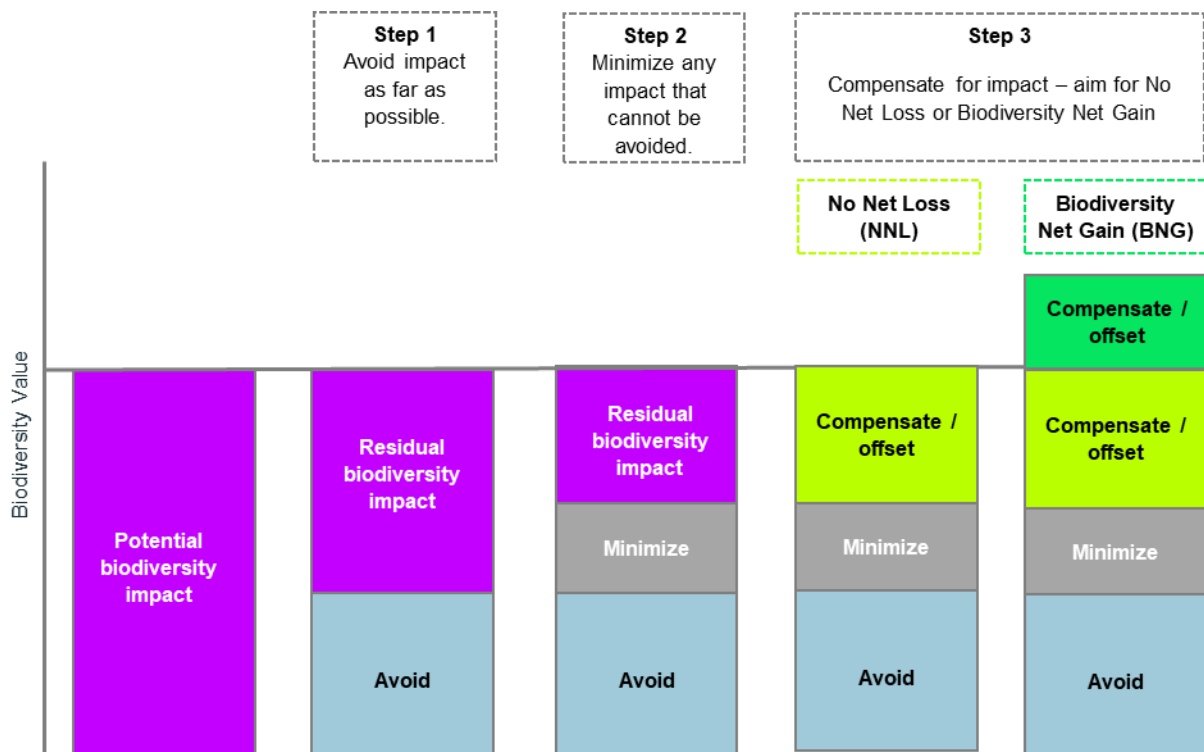 Step 1
Avoid impact
as far as
possible.
Step 2
Minimize any
impact that
cannot be
avoided.
Step 3
Compensate for impact – aim for No
Net Loss or Biodiversity Net Gain
No Net Loss
(NNL)
Biodiversity
Net Gain (BNG)
Biodiversity Value
Potential
biodiversity
impact
Residual
biodiversity
impact
Avoid
Residual
biodiversity
impact
Minimize
Avoid
Compensate /
offset
Minimize
Avoid
Compensate /
offset
Compensate /
offset
Minimize
Avoid